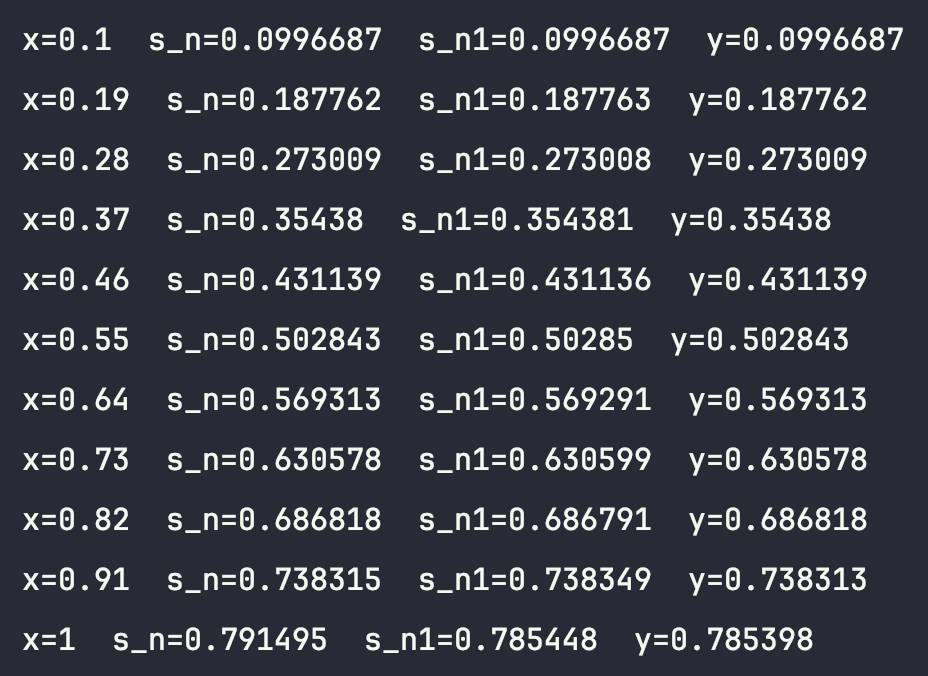 x=0.1  s_n=0.0996687  s_n1=0.0996687  y=0.0996687
x=0.19  s_n=0.187762  s_n1=0.187763  y=0.187762
x=0.28  s_n=0.273009  s_n1=0.273008  y=0.273009
x=0.37  s_n=0.35438  s_n1=0.354381  y=0.35438
x=0.46  s_n=0.431139  s_n1=0.431136  y=0.431139
x=0.55  s_n=0.502843  s_n1=0.50285  y=0.502843
x=0.64  s_n=0.569313  s_n1=0.569291  y=0.569313
x=0.73  s_n=0.630578  s_n1=0.630599  y=0.630578
x=0.82  s_n=0.686818  s_n1=0.686791  y=0.686818
x=0.91  s_n=0.738315  s_n1=0.738349  y=0.738313
x=1  s_n=0.791495  s_n1=0.785448  y=0.785398